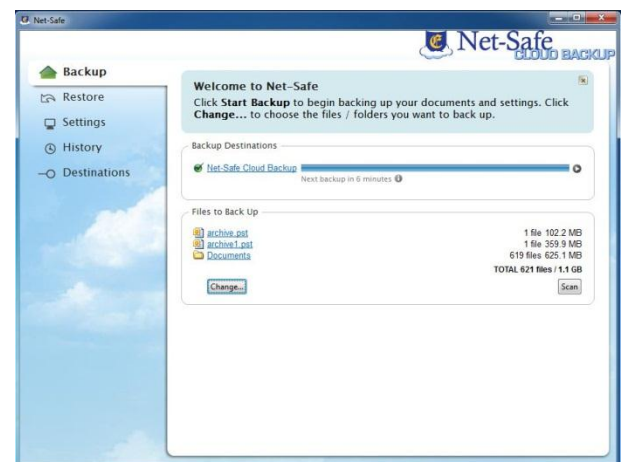 Net-Safe
Net-Safe
CLOUD BACKUP
Backup
Restore
Settings
History
Destinations
Welcome to Net-Safe
Click Start Backup to begin backing up your documents and settings. Click
Change... to choose the files / folders you want to back up.
Backup Destinations
Net-Safe Cloud Backup
Next backup in 6 minutes
Files to Back Up
archive.pst 1 file 102.2 MB
archive1.pst 1 file 359.9 MB
Documents 619 files 625.1 MB
TOTAL 621 files / 1.1 GB
Change... Scan